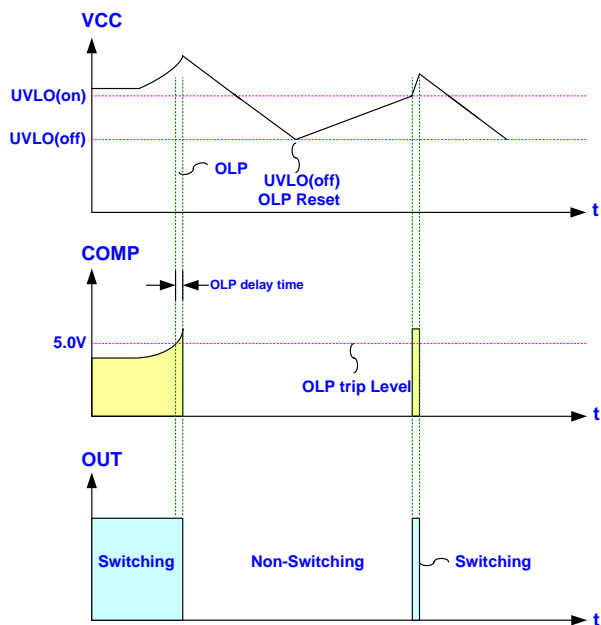 VCC
UVLO(on)
UVLO(off)
OLP
UVLO(off)
OLP Reset
t
COMP
OLP delay time
5.0V
OLP trip Level
t
OUT
Switching
Non-Switching
Switching
t